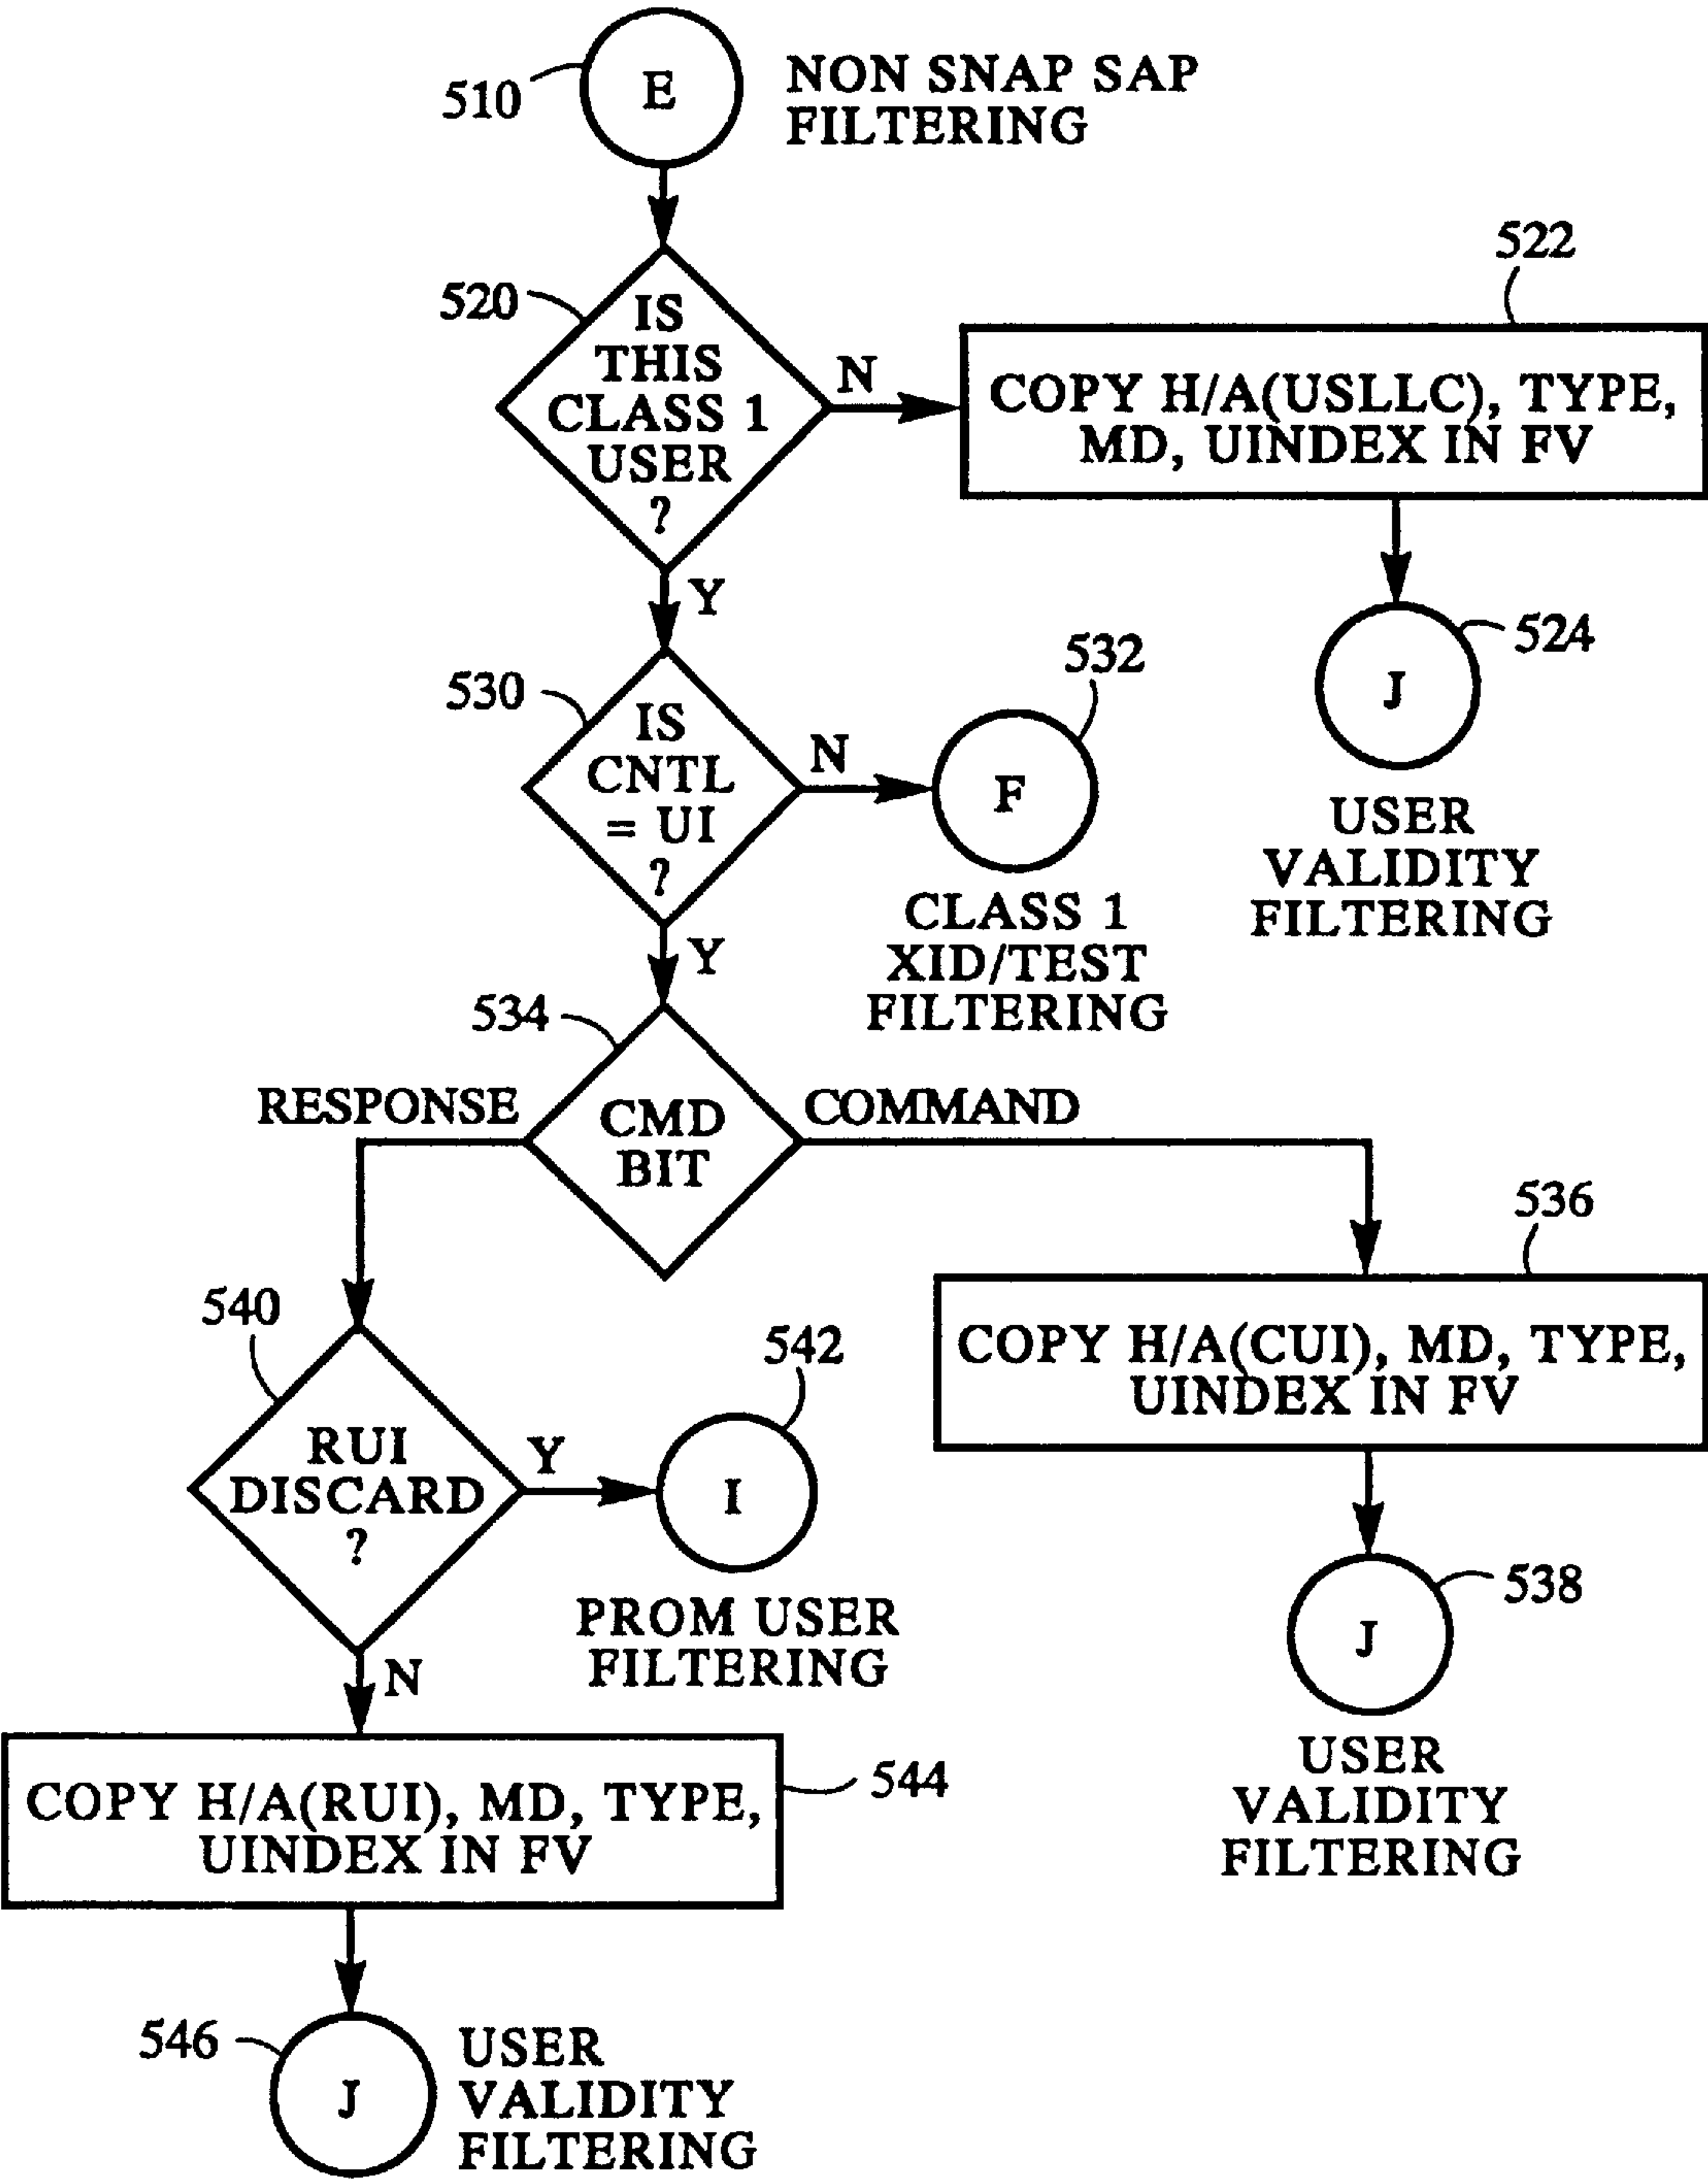 510
E
NON SNAP SAP
FILTERING
520
IS
THIS
CLASS 1
USER
?
N
522
COPY H/A(USLLC), TYPE,
MD, UINDEX IN FV
Y
524
J
USER
VALIDITY
FILTERING
530
IS
CNTL
= UI
?
N
532
F
CLASS 1
XID/TEST
FILTERING
Y
534
CMD
BIT
RESPONSE
COMMAND
536
COPY H/A(CUI), MD, TYPE,
UINDEX IN FV
538
J
USER
VALIDITY
FILTERING
540
RUI
DISCARD
?
Y
542
I
PROM USER
FILTERING
N
COPY H/A(RUI), MD, TYPE,
UINDEX IN FV
544
546
J
USER
VALIDITY
FILTERING